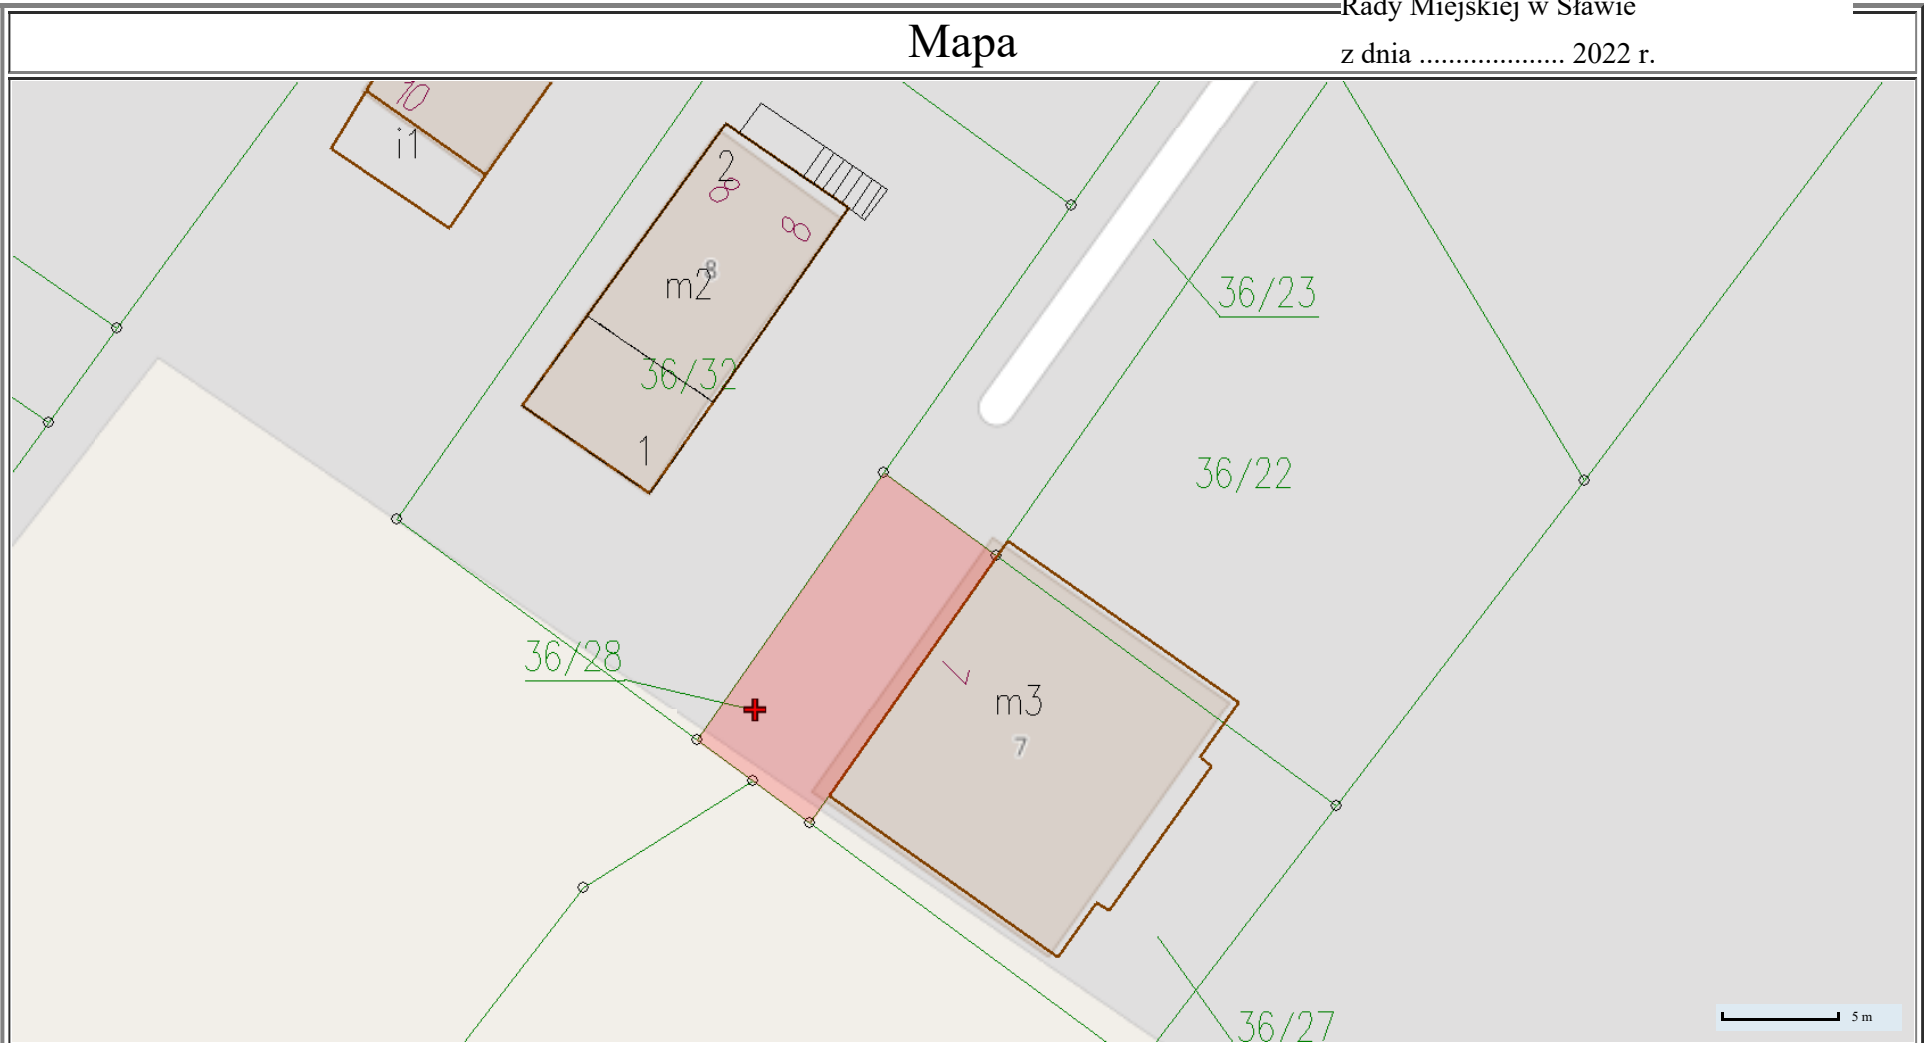 Rady Miejskiej w Sławie
Mapa
z dnia .................... 2022 r.
10
i1
2
8
8
m2
8
36/23
36/32
1
36/22
36/28
m3
7
7
36/27
5 m